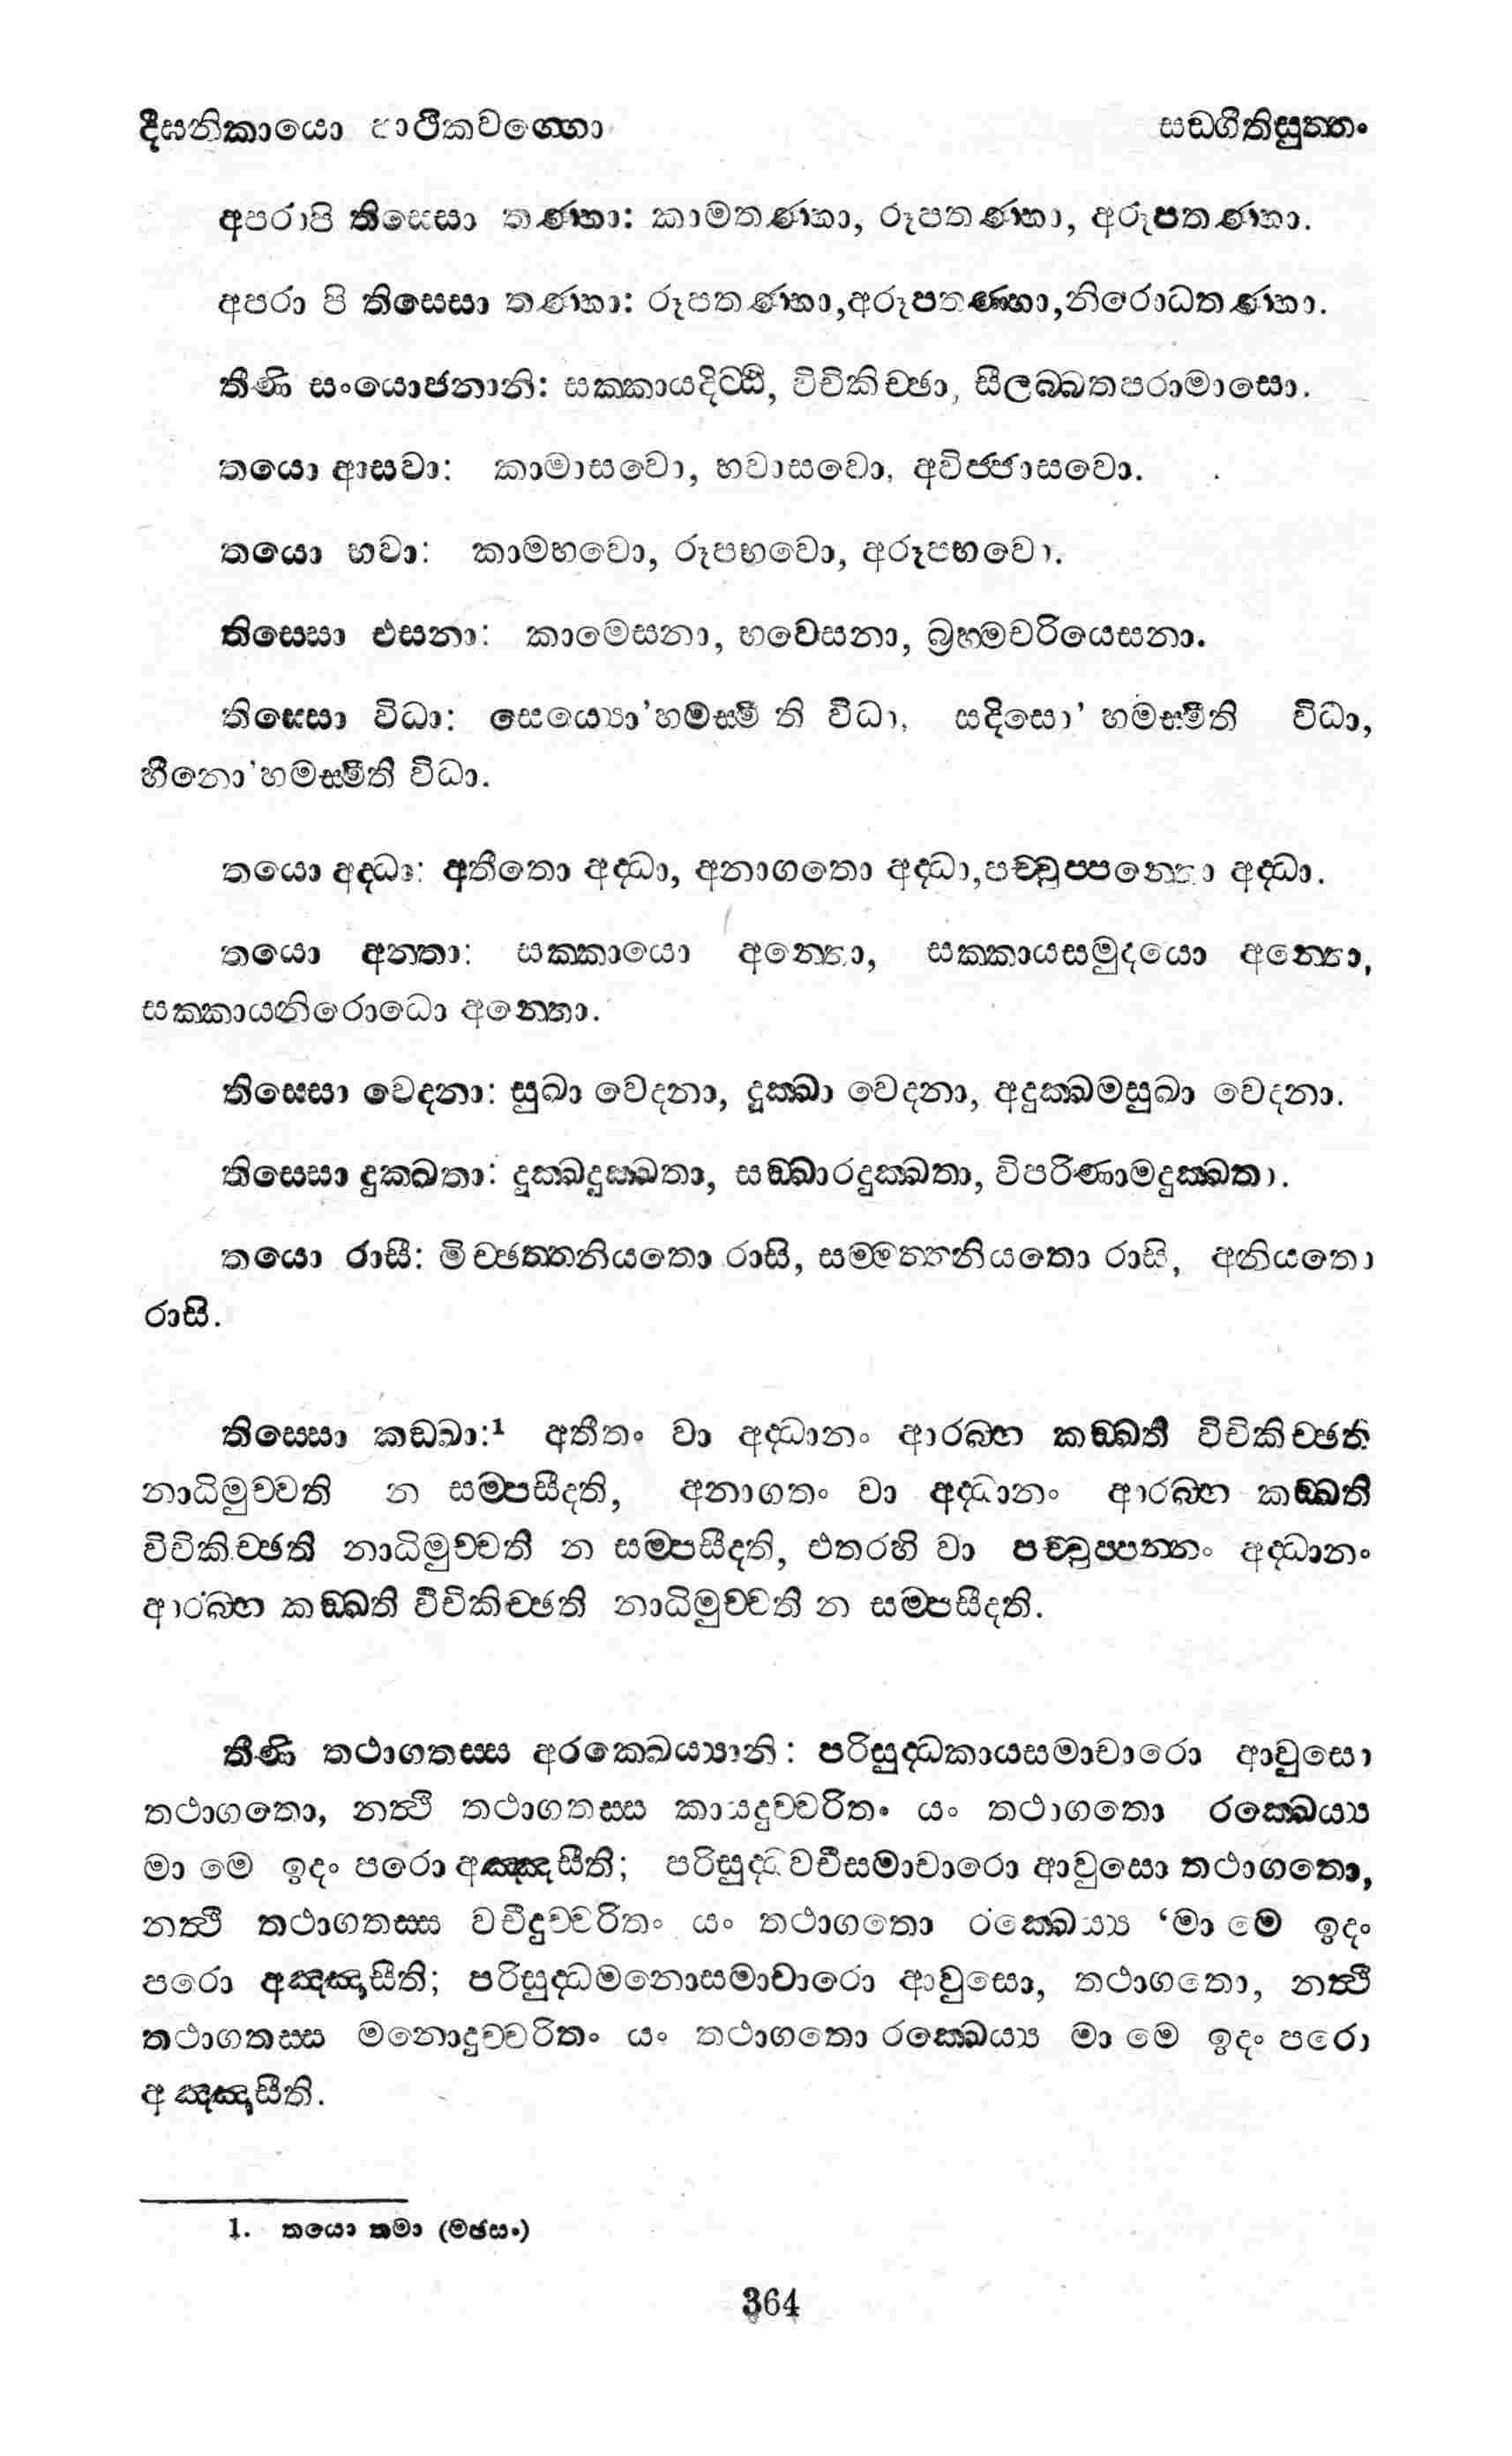 දීඝනිකායො පාථිකවග්ගො සඞගීතිසුත්තං
අපරාපි තිස්සො තණ්හා: කාමතණ්හා, රූපතණ්හා, අරූපතණ්හා.
අපරා පි තිස්සො තණ්හා: රූපතණ්හා,අරූපතණ්හා,නිරොධතණ්හා.
තීණි සංයොජනානි: සක්කායදිට්ඨි, විචිකිච්ඡා, සීලබ්බතපරාමාසො.
තයො ආසවා: කාමාසවො, භවාසවො, අවිජ්ජාසවො.
තයො භවා: කාමභවො, රූපභවො, අරූපභවො.
තිස්සො එසනා: කාමෙසනා, භවෙසනා, බ්‍රහ්මචරියෙසනා.
තිස්සො විධා: සෙය්‍යො'හමස්මී ති විධා, සදිසො' හමස්මීති විධා,
හීනො'හමස්මීති විධා.
තයො අද්ධා: අතීතො අද්ධා, අනාගතො අද්ධා,පච්චුප්පන්නො අද්ධා.
තයො අන්තා: සක්කායො අන්තො, සක්කායසමුදයො අන්තො,
සක්කායනිරොධො අන්තො.
තිස්සො වෙදනා: සුඛා වෙදනා, දුක්ඛා වෙදනා, අදුක්ඛමසුඛා වෙදනා.
තිස්සො දුක්ඛතා: දුක්ඛදුක්ඛතා, සඞ්ඛාරදුක්ඛතා, විපරිණාමදුක්ඛතා.
තයො රාසී: මිච්ඡත්තනියතො රාසි, සම්මත්තනියතො රාසි, අනියතො
රාසි.
තිස්සො කඞඛා:¹ අතීතං වා අද්ධානං ආරබ්භ කඞ්ඛති විචිකිච්ඡති
නාධිමුච්චති න සම්පසීදති, අනාගතං වා අද්ධානං ආරබ්භ කඞ්ඛති
විචිකිච්ඡති නාධිමුච්චති න සම්පසීදති, එතරහි වා පච්චුප්පන්නං අද්ධානං
ආරබ්භ කඞ්ඛති විචිකිච්ඡති නාධිමුච්චති න සම්පසීදති.
තීණි තථාගතස්ස අරක්ඛෙය්‍යානි: පරිසුද්ධකායසමාචාරො ආවුසො
තථාගතො, නත්ථි තථාගතස්ස කායදුච්චරිතං යං තථාගතො රක්ඛෙය්‍ය
මා මෙ ඉදං පරො අඤ්ඤාසීති; පරිසුද්ධවචීසමාචාරො ආවුසො තථාගතො,
නත්ථි තථාගතස්ස වචීදුච්චරිතං යං තථාගතො රක්ඛෙය්‍ය ‘මා මෙ ඉදං
පරො අඤ්ඤාසීති; පරිසුද්ධමනොසමාචාරො ආවුසො, තථාගතො, නත්ථි
තථාගතස්ස මනොදුච්චරිතං යං තථාගතො රක්ඛෙය්‍ය මා මෙ ඉදං පරො
අඤ්ඤාසීති.
1. තයො තමා (මඡසං)
364